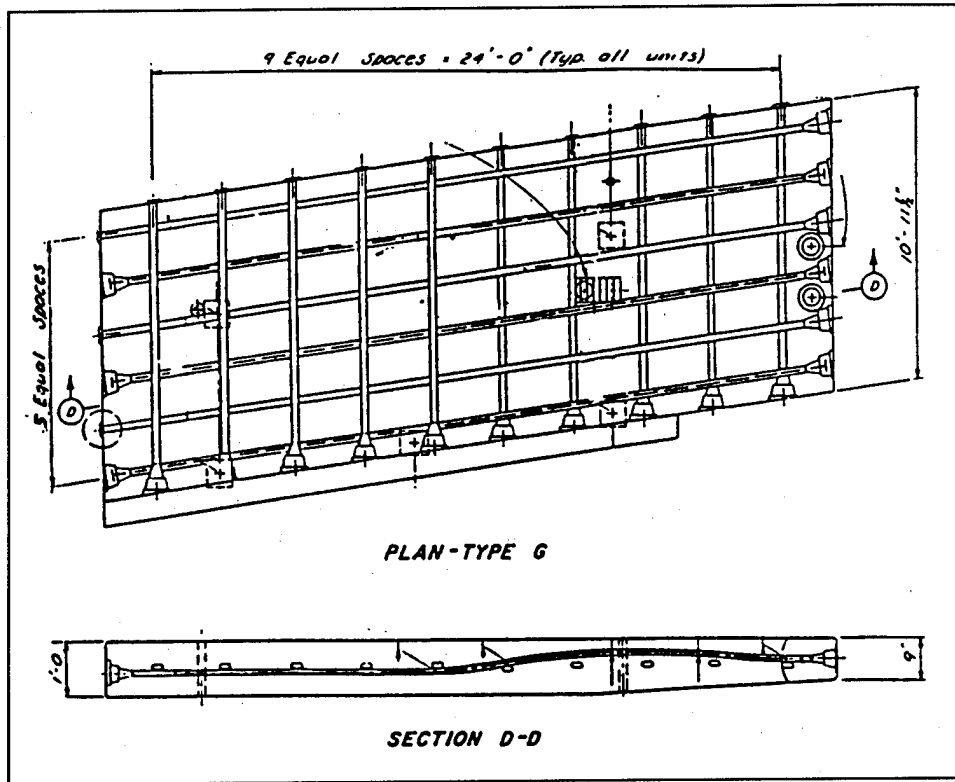 9 Equal Spaces = 24'-0" (Typ. all units)
5 Equal Spaces
10'-11½"
D
D
PLAN-TYPE G
1'-0
9"
SECTION D-D